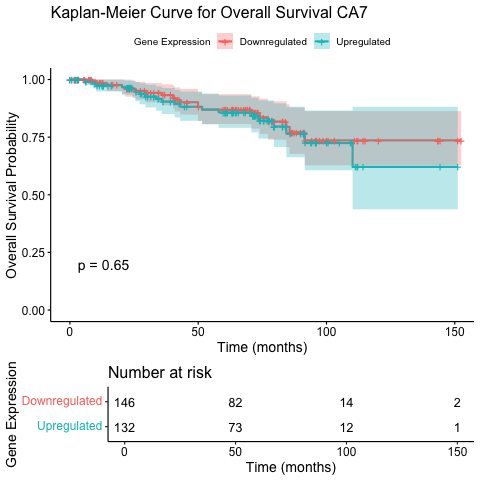 Kaplan-Meier Curve for Overall Survival CA7
Gene Expression Downregulated Upregulated
Overall Survival Probability
1.00
0.75
0.50
0.25
0.00
p = 0.65
0 50 100 150
Time (months)
Number at risk
Gene Expression
Downregulated 146 82 14 2
Upregulated 132 73 12 1
0 50 100 150
Time (months)